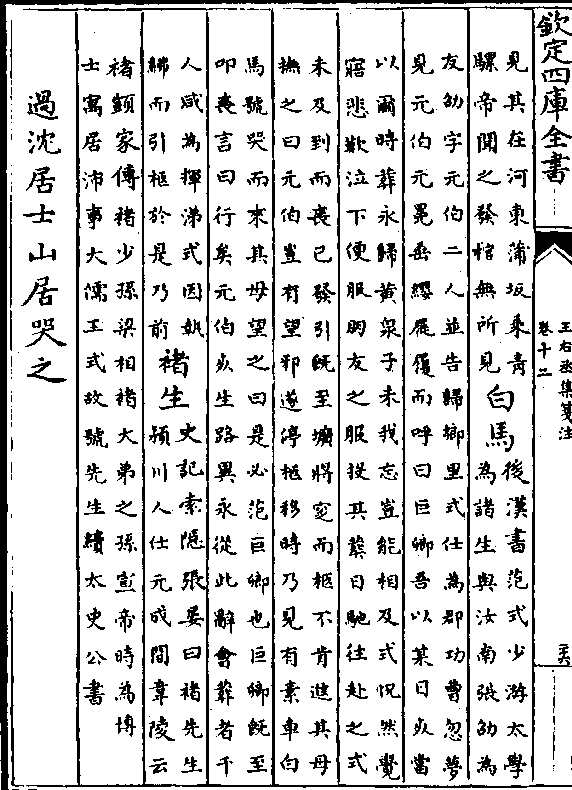 欽定四庫全書
王右丞集箋注
卷十二
見其在河東蒲坂乘青
騾帝聞之發棺無所見
白馬
後漢書范式少游太學
為諸生與汝南張劭為
友劭字元伯二人並告歸鄉里式仕為郡功曹忽夢
見元伯元冕垂纓屣履而呼曰巨卿吾以某日死當
以爾時葬永歸黃泉子未我忘豈能相及式怳然覺
寤悲歎泣下便服朋友之服投其葬日馳往赴之式
未及到而喪已發引既至壙將窆而柩不肯進其母
撫之曰元伯豈有望邪遂停柩移時乃見有素車白
馬號哭而來其母望之曰是必范巨卿也巨卿既至
叩喪言曰行矣元伯死生路異永從此辭會葬者千
人咸為揮涕式因執
紼而引柩於是乃前
褚生
史記索隱張晏曰褚先生
潁川人仕元成間韋稜云
褚顗家傳褚少孫梁相褚大弟之孫宣帝時為博
士寓居沛事大儒王式故號先生續太史公書
過沈居士山居哭之